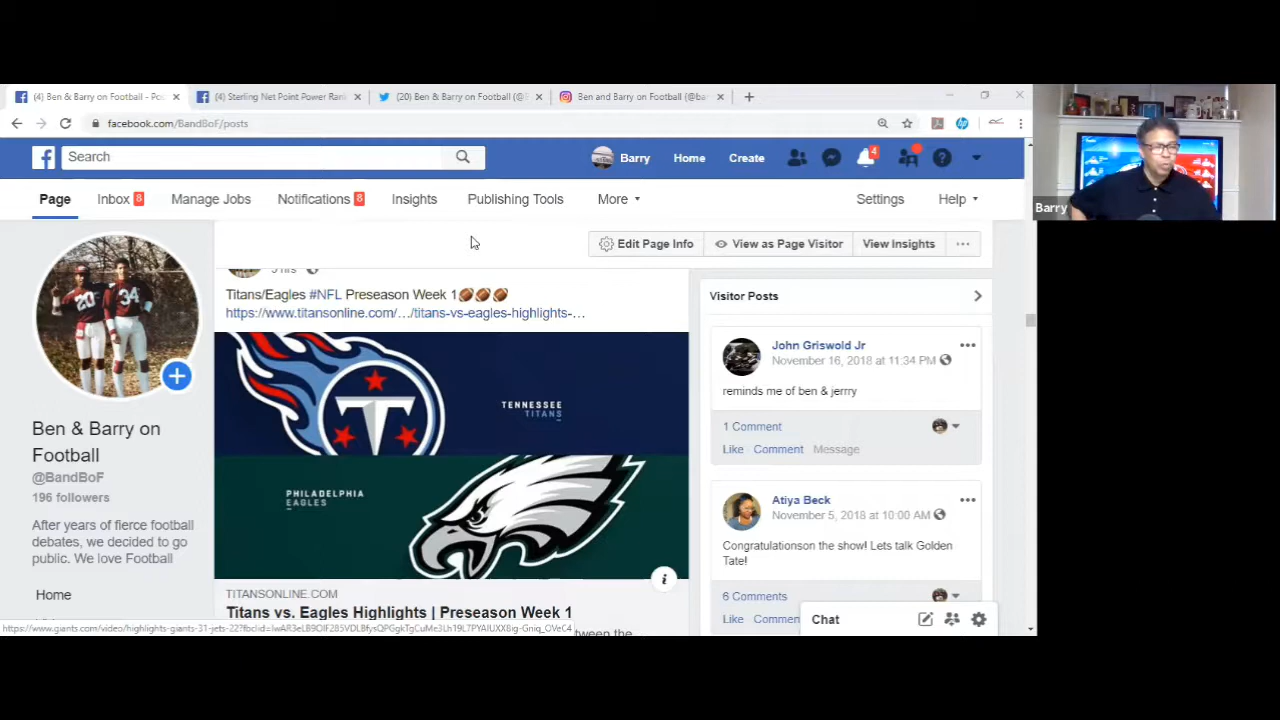 (4) Ben & Barry on Football - Pos
(4) Sterling Net Point Power Rank
(20) Ben & Barry on Football (@
Ben and Barry on Football (@ba
facebook.com/BandBoF/posts
Search
Barry
Home
Create
4
Page
Inbox 8
Manage Jobs
Notifications 8
Insights
Publishing Tools
More
Settings
Help
Barry
Edit Page Info
View as Page Visitor
View Insights
20
34
Ben & Barry on
Football
@BandBoF
196 followers
After years of fierce football
debates, we decided to go
public. We love Football
Home
Titans/Eagles #NFL Preseason Week 1🏈🏈🏈
https://www.titansonline.com/…/titans-vs-eagles-highlights-…
TENNESSEE
TITANS
PHILADELPHIA
EAGLES
TITANSONLINE.COM
Titans vs. Eagles Highlights | Preseason Week 1
between the
Visitor Posts
John Griswold Jr
November 16, 2018 at 11:34 PM
reminds me of ben & jerrry
1 Comment
Like Comment Message
Atiya Beck
November 5, 2018 at 10:00 AM
Congratulationson the show! Lets talk Golden
Tate!
6 Comments
Like Commen
Chat